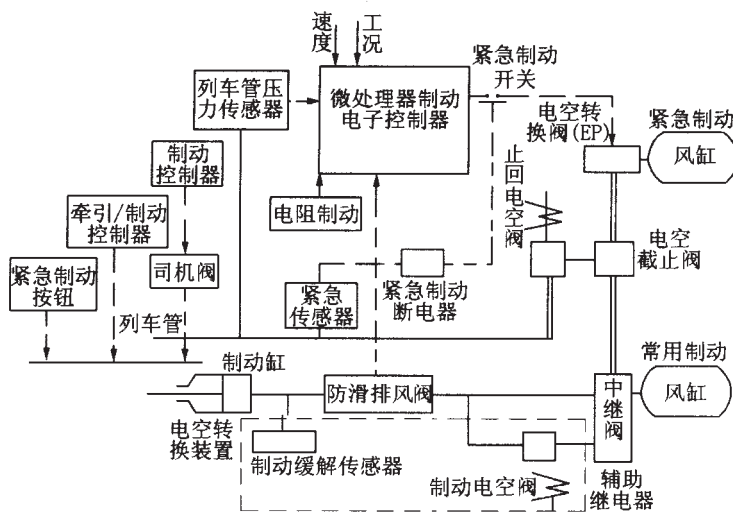 速度
工况
紧急制动
开关
列车管压
力传感器
微处理器制动
电子控制器
电空转
换阀(EP)
紧急制动
风缸
制动
控制器
止回电空阀
牵引/制动
控制器
电阻制动
电空
截止阀
司机阀
紧急制动
按钮
紧急
传感器
紧急制动
断电器
列车管
制动缸
常用制动
防滑排风阀
中继阀
风缸
电空转
换装置
制动缓解传感器
制动电空阀
辅助
继电器